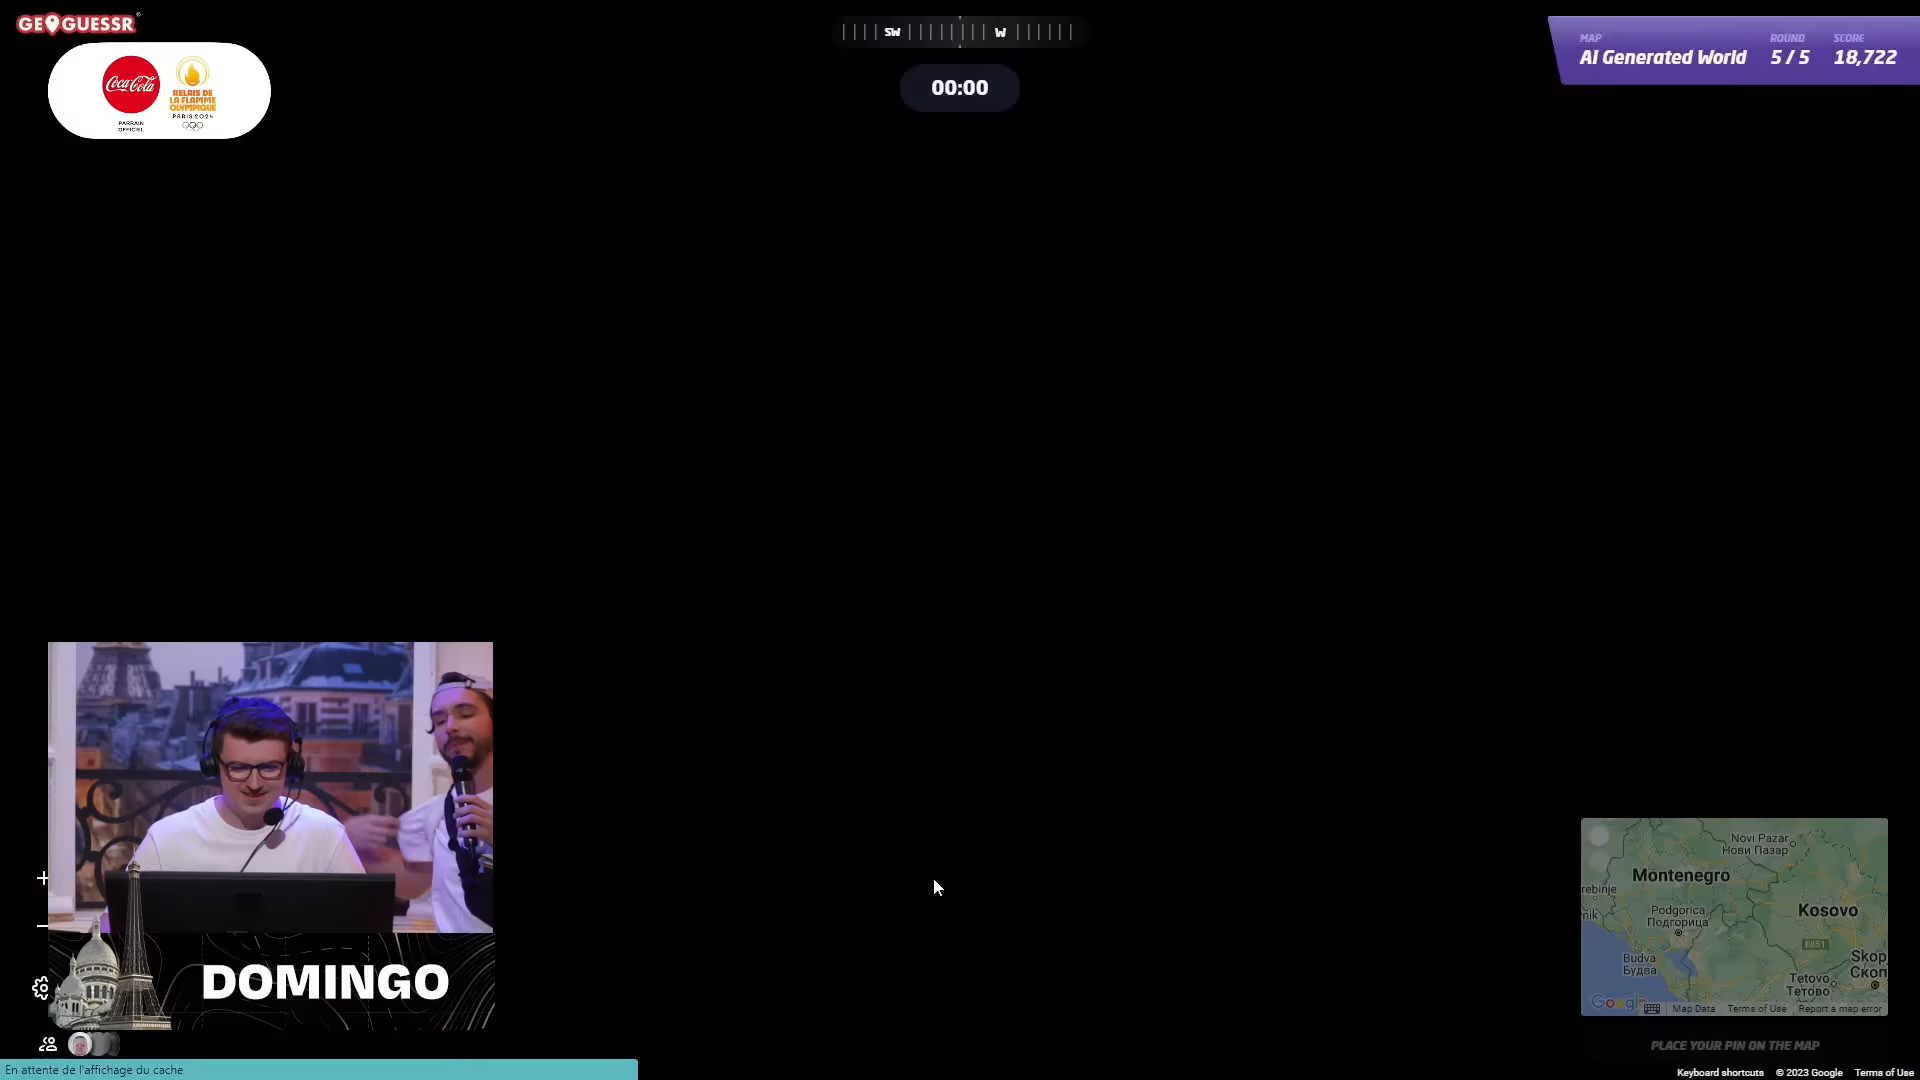 GEOGUESSR
SW
W
MAP
ROUND
SCORE
AI Generated World
5 / 5
18,722
00:00
Coca-Cola
RELAIS DE
LA FLAMME
OLYMPIQUE
PARIS 2024
PARRAIN
OFFICIEL
+
−
DOMINGO
Novi Pazar
Нови Пазар
Montenegro
rebinje
nik
Podgorica
Подгорица
Kosovo
Budva
Будва
Skop
Скоп
Tetovo
Тетово
Google
Map Data
Terms of Use
Report a map error
PLACE YOUR PIN ON THE MAP
En attente de l'affichage du cache
Keyboard shortcuts
© 2023 Google
Terms of Use